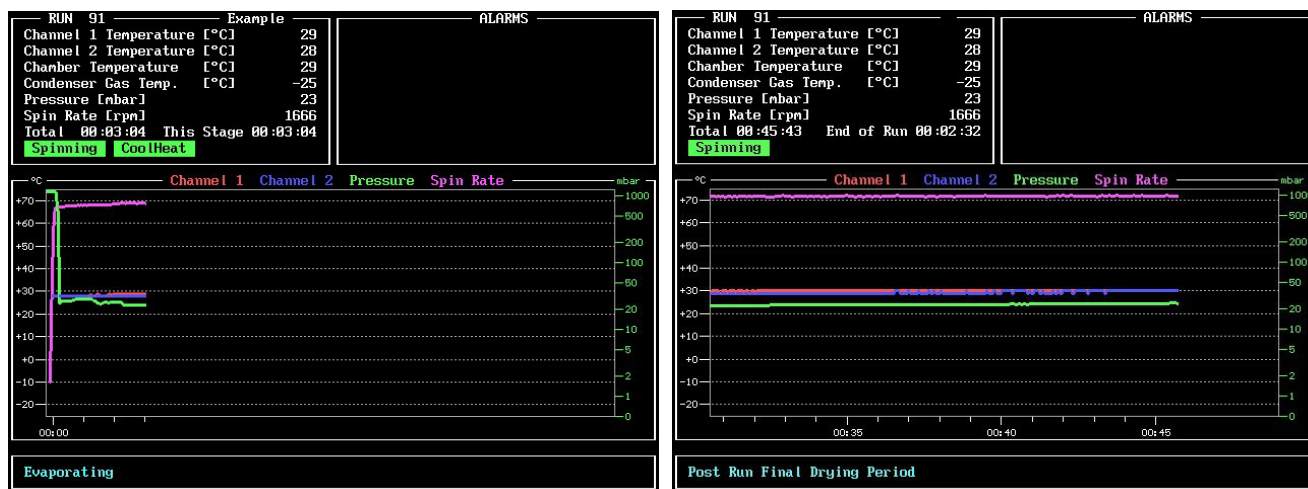 RUN 91 Example
Channel 1 Temperature [°C] 29
Channel 2 Temperature [°C] 28
Chamber Temperature [°C] 29
Condenser Gas Temp. [°C] -25
Pressure [mbar] 23
Spin Rate [rpm] 1666
Total 00:03:04 This Stage 00:03:04
Spinning CoolHeat
ALARMS
°C Channel 1 Channel 2 Pressure Spin Rate mbar
+70
+60
+50
+40
+30
+20
+10
+0
-10
-20
1000
500
200
100
50
20
10
5
2
1
0
00:00
Evaporating
RUN 91
Channel 1 Temperature [°C] 29
Channel 2 Temperature [°C] 28
Chamber Temperature [°C] 29
Condenser Gas Temp. [°C] -25
Pressure [mbar] 23
Spin Rate [rpm] 1666
Total 00:45:43 End of Run 00:02:32
Spinning
ALARMS
°C Channel 1 Channel 2 Pressure Spin Rate mbar
+70
+60
+50
+40
+30
+20
+10
+0
-10
-20
1000
500
200
100
50
20
10
5
2
1
0
00:35 00:40 00:45
Post Run Final Drying Period